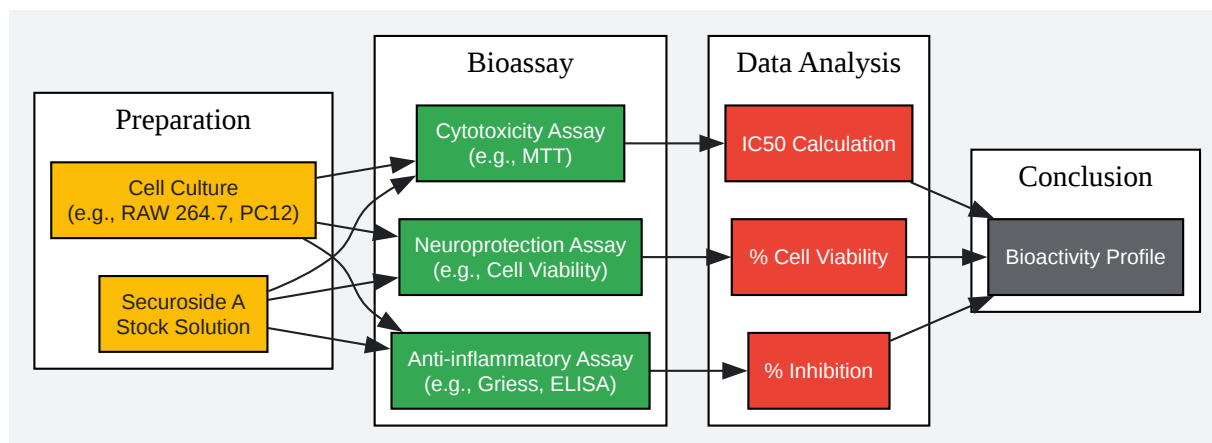 Preparation
Cell Culture
(e.g., RAW 264.7, PC12)
Securoside A
Stock Solution
Bioassay
Cytotoxicity Assay
(e.g., MTT)
Neuroprotection Assay
(e.g., Cell Viability)
Anti-inflammatory Assay
(e.g., Griess, ELISA)
Data Analysis
IC50 Calculation
% Cell Viability
% Inhibition
Conclusion
Bioactivity Profile